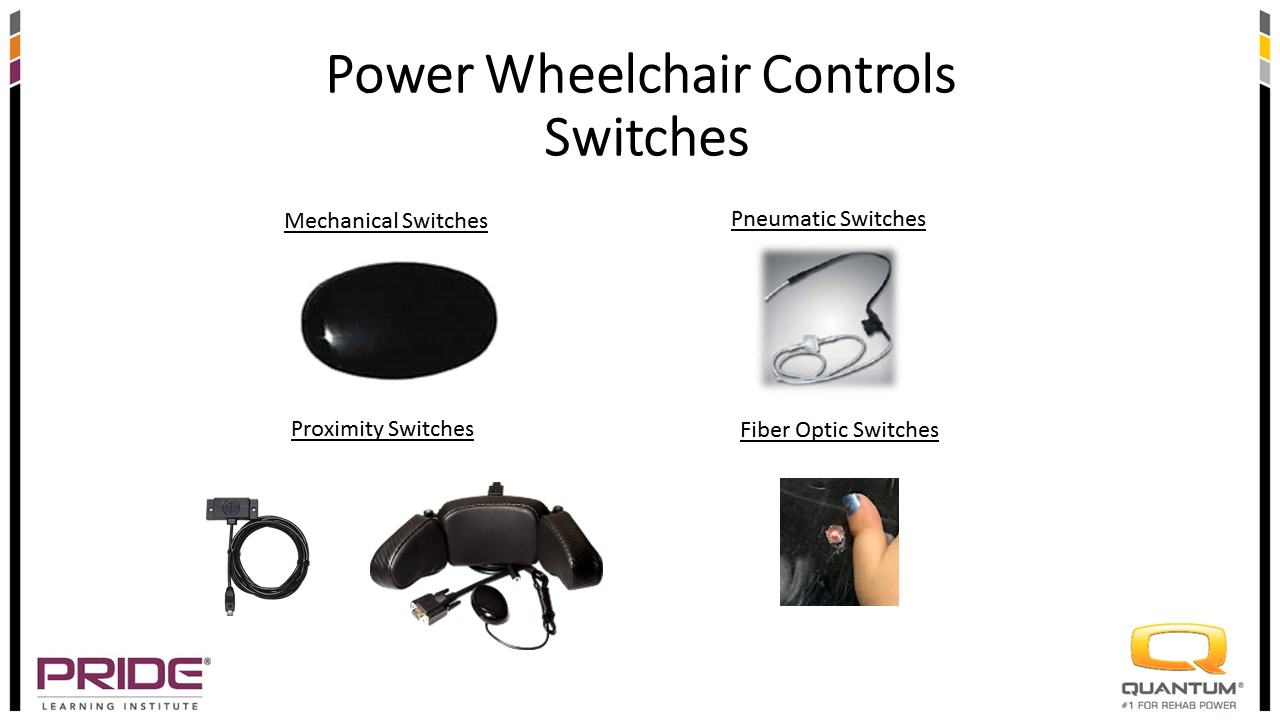 Power Wheelchair Controls
Switches
Mechanical Switches
Pneumatic Switches
Proximity Switches
Fiber Optic Switches
PRIDE®
LEARNING INSTITUTE
QUANTUM®
#1 FOR REHAB POWER